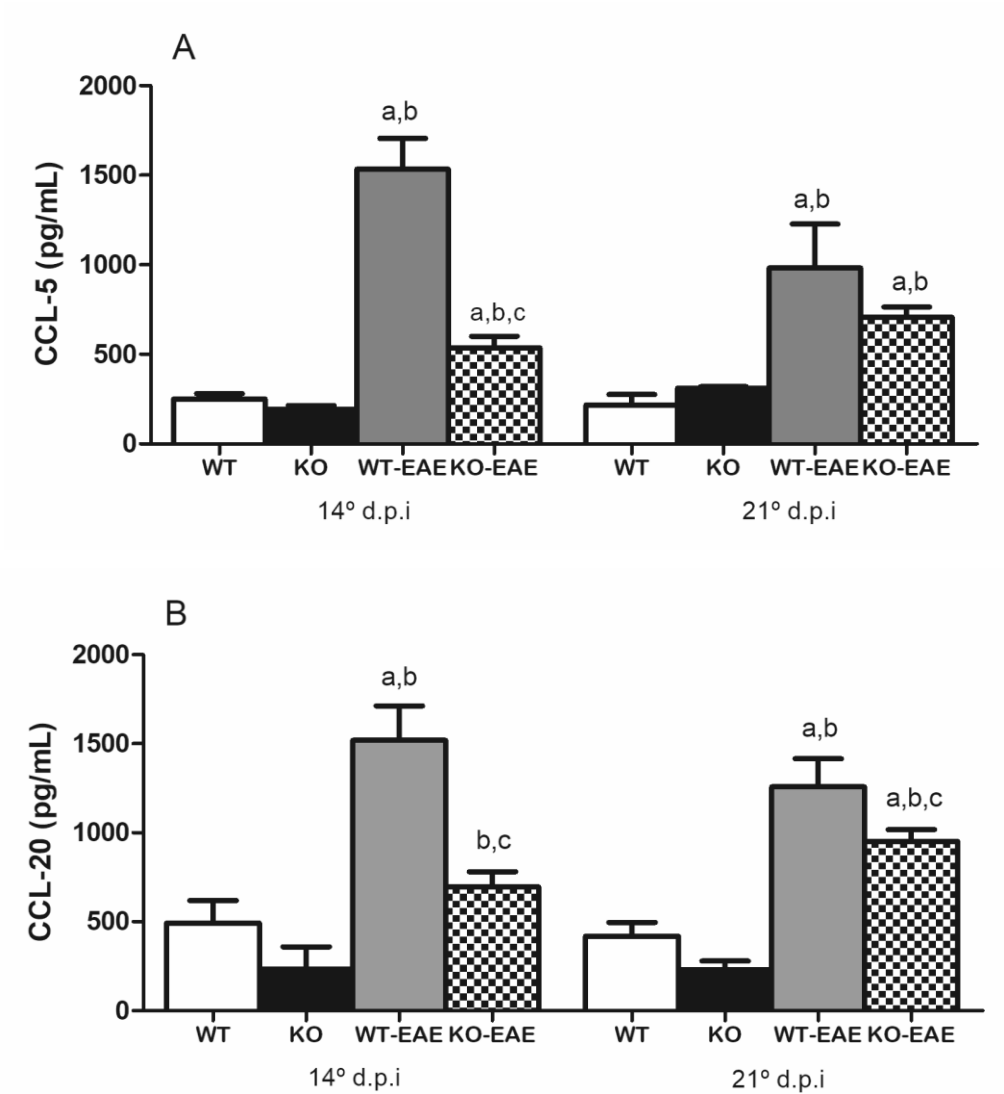 A
CCL-5 (pg/mL)
2000
1500
1000
500
0
a,b
a,b,c
a,b
a,b
WT KO WT-EAE KO-EAE WT KO WT-EAE KO-EAE
14º d.p.i 21º d.p.i
B
CCL-20 (pg/mL)
2000
1500
1000
500
0
a,b
b,c
a,b
a,b,c
WT KO WT-EAE KO-EAE WT KO WT-EAE KO-EAE
14º d.p.i 21º d.p.i